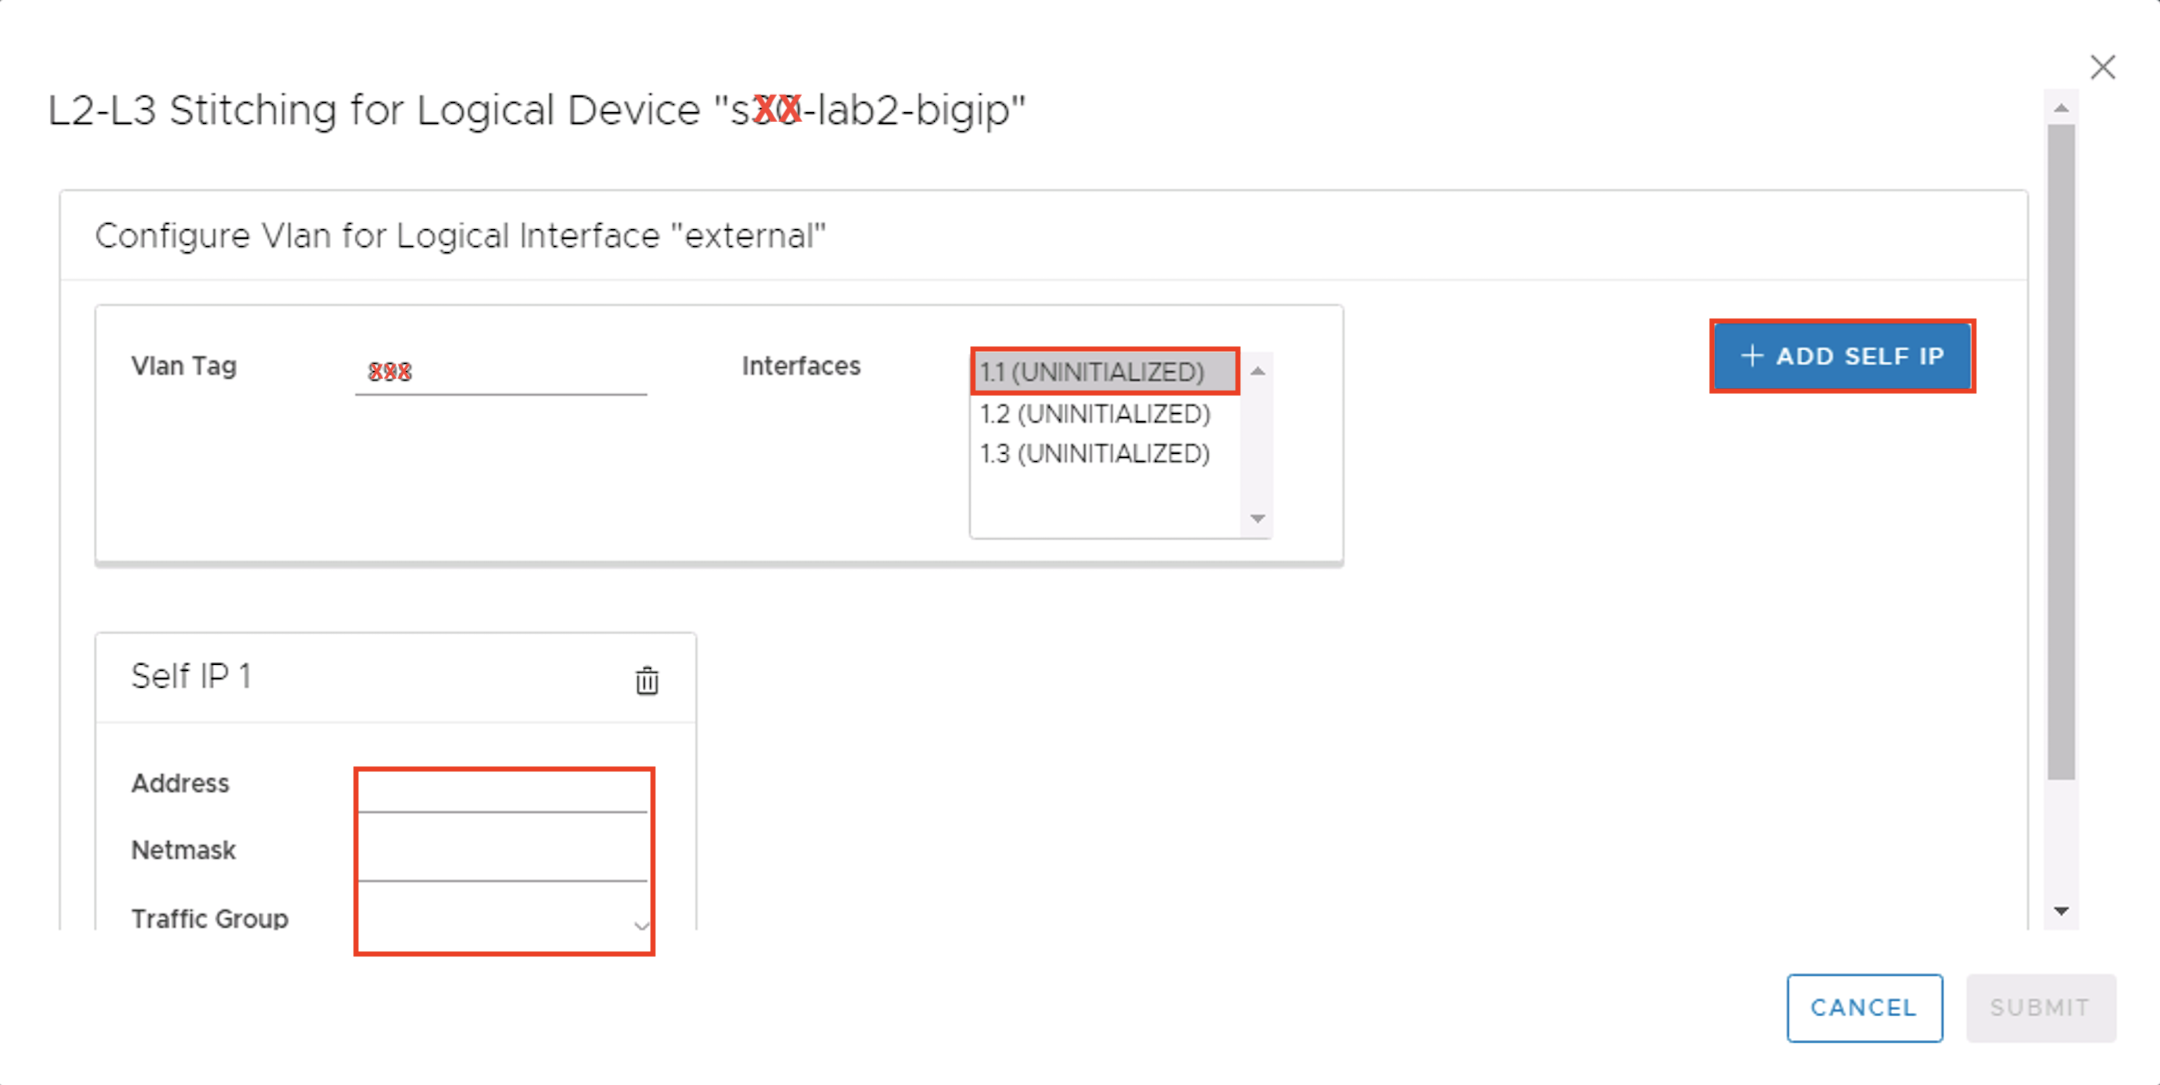 L2-L3 Stitching for Logical Device "sXX-lab2-bigip"
Configure Vlan for Logical Interface "external"
Vlan Tag
Interfaces
1.1 (UNINITIALIZED)
1.2 (UNINITIALIZED)
1.3 (UNINITIALIZED)
+ ADD SELF IP
Self IP 1
Address
Netmask
Traffic Group
CANCEL
SUBMIT